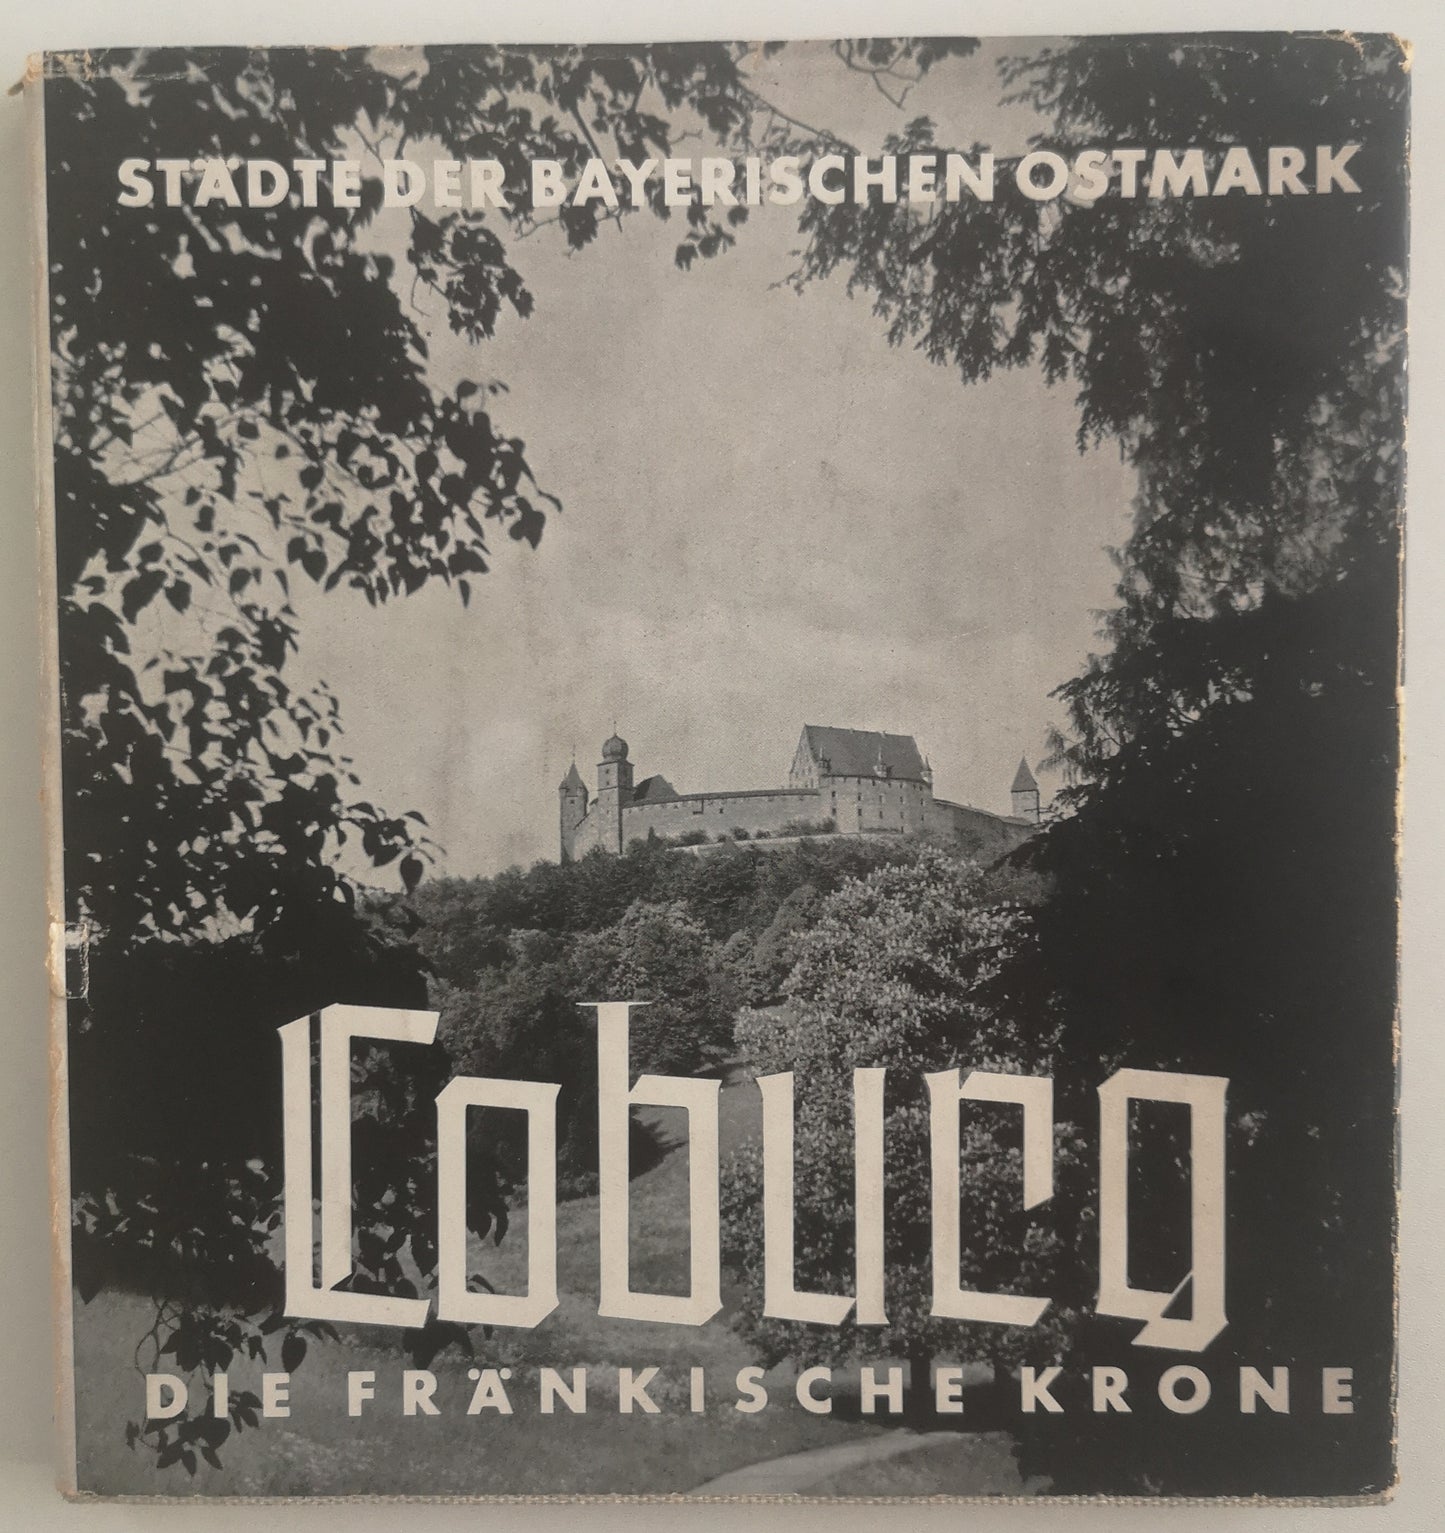 STÄDTE DER BAYERISCHEN OSTMARK
Coburg
DIE FRÄNKISCHE KRONE